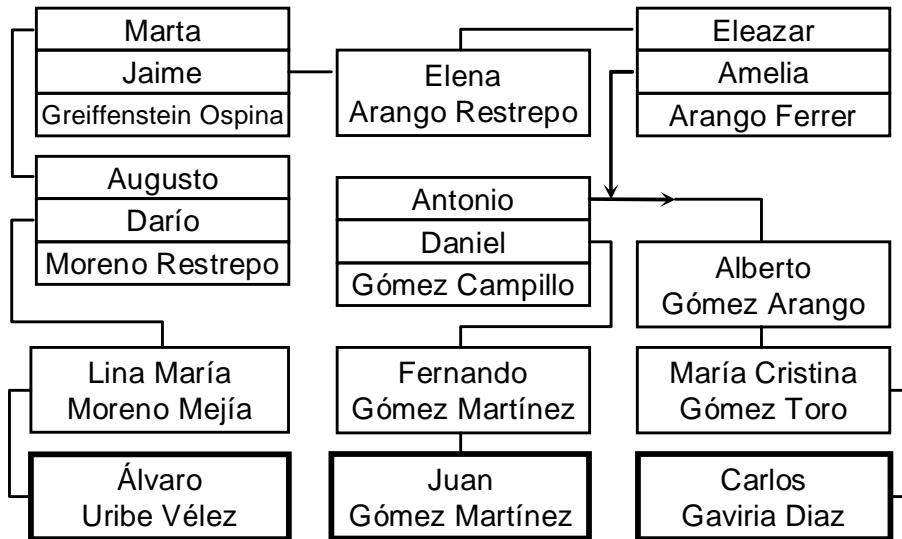 Marta
Jaime
Greiffenstein Ospina
Elena
Arango Restrepo
Eleazar
Amelia
Arango Ferrer
Augusto
Darío
Moreno Restrepo
Antonio
Daniel
Gómez Campillo
Alberto
Gómez Arango
Lina María
Moreno Mejía
Fernando
Gómez Martínez
María Cristina
Gómez Toro
Álvaro
Uribe Vélez
Juan
Gómez Martínez
Carlos
Gaviria Diaz